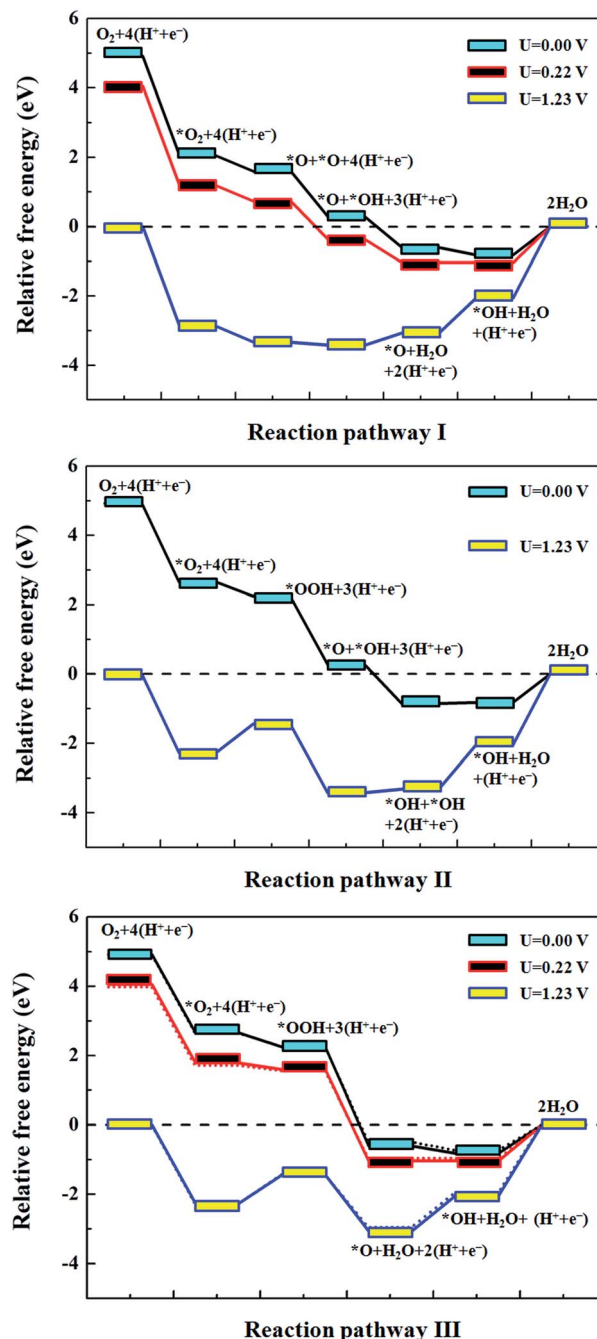 6
4
2
0
-2
-4
Relative free energy (eV)
O₂+4(H⁺+e⁻)
*O₂+4(H⁺+e⁻)
*O+*O+4(H⁺+e⁻)
*O+*OH+3(H⁺+e⁻)
*O+H₂O
+2(H⁺+e⁻)
*OH+H₂O
+(H⁺+e⁻)
2H₂O
U=0.00 V
U=0.22 V
U=1.23 V
Reaction pathway I
6
4
2
0
-2
-4
Relative free energy (eV)
O₂+4(H⁺+e⁻)
*O₂+4(H⁺+e⁻)
*OOH+3(H⁺+e⁻)
*O+*OH+3(H⁺+e⁻)
*OH+*OH
+2(H⁺+e⁻)
*OH+H₂O
+(H⁺+e⁻)
2H₂O
U=0.00 V
U=1.23 V
Reaction pathway II
6
4
2
0
-2
-4
Relative free energy (eV)
O₂+4(H⁺+e⁻)
*O₂+4(H⁺+e⁻)
*OOH+3(H⁺+e⁻)
*O+H₂O+2(H⁺+e⁻)
*OH+H₂O+ (H⁺+e⁻)
2H₂O
U=0.00 V
U=0.22 V
U=1.23 V
Reaction pathway III